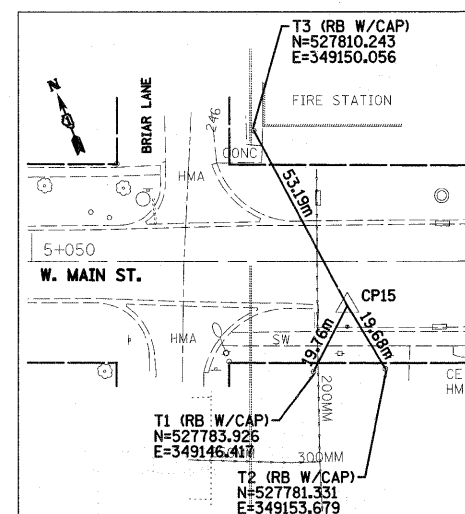 T3 (RB W/CAP)
N=527810.243
E=349150.056
N
BRIAR LANE
FIRE STATION
246
CONC
HMA
53.19m
5+050
W. MAIN ST.
CP15
HMA
SW
19.76m
19.68m
CE
HM
200MM
T1 (RB W/CAP)
N=527783.926
E=349146.417
300MM
T2 (RB W/CAP)
N=527781.331
E=349153.679